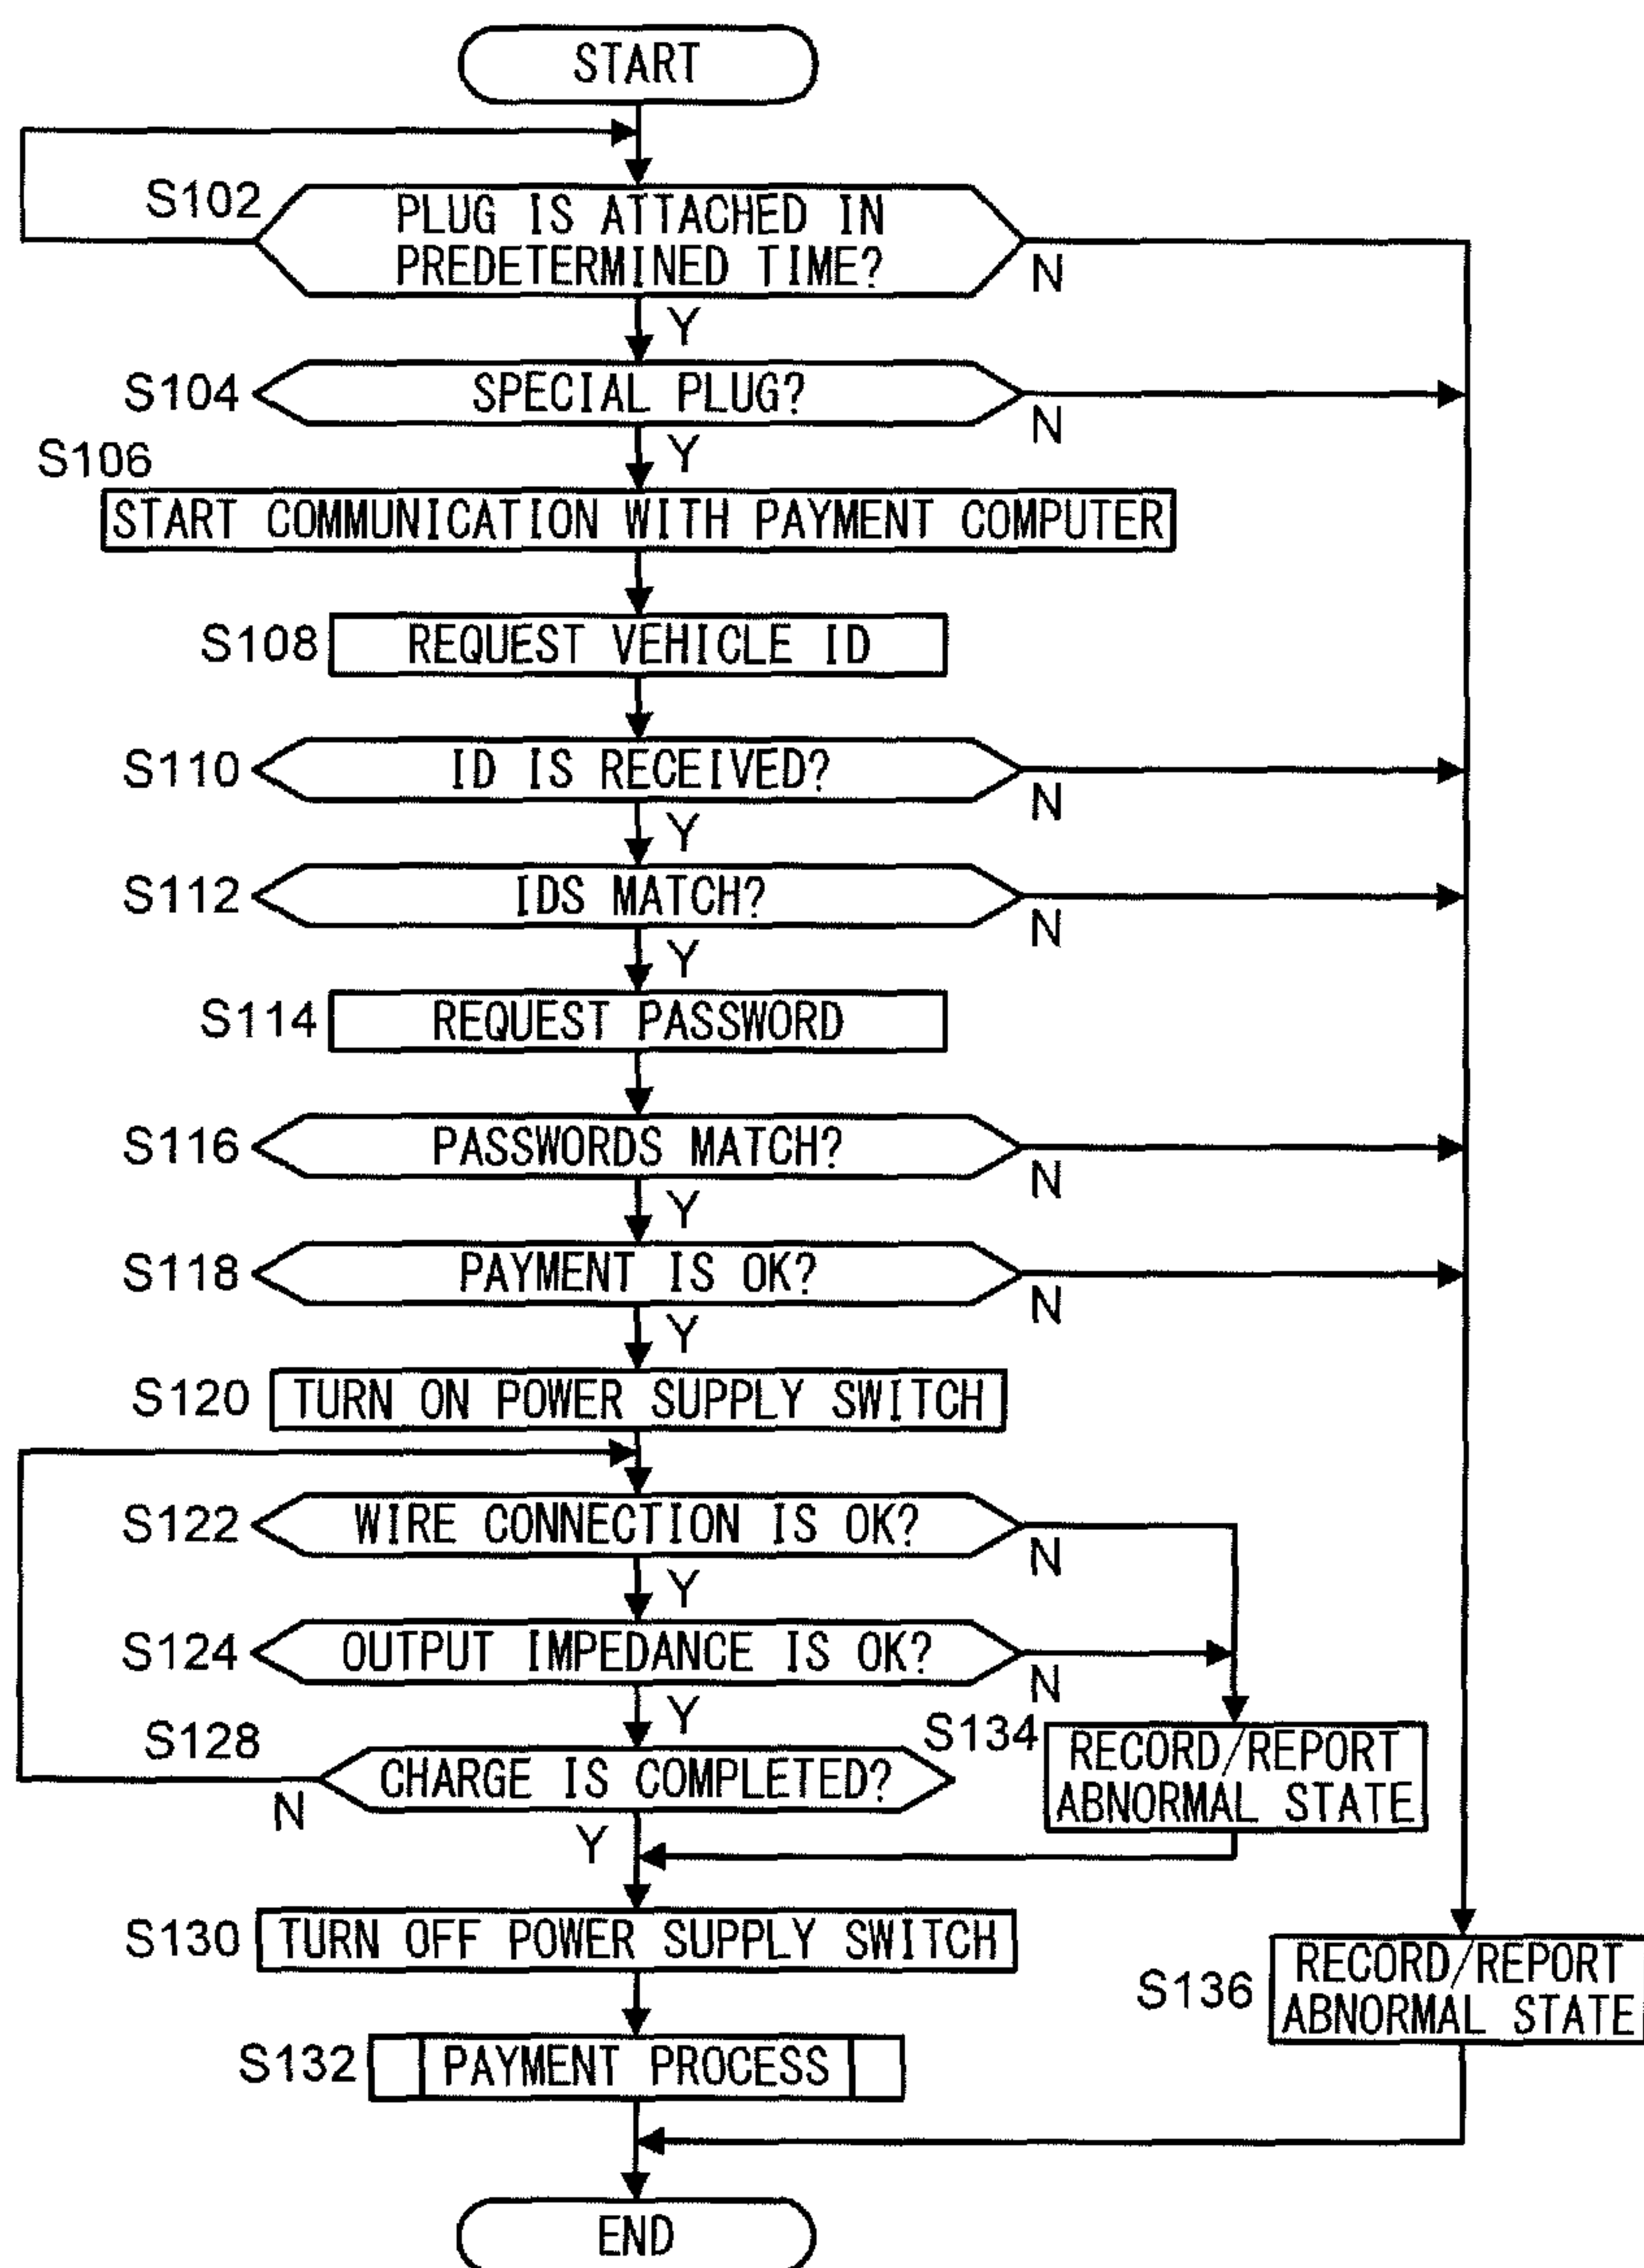 START
S102
PLUG IS ATTACHED IN
PREDETERMINED TIME?
N
Y
S104
SPECIAL PLUG?
N
Y
S106
START COMMUNICATION WITH PAYMENT COMPUTER
S108
REQUEST VEHICLE ID
S110
ID IS RECEIVED?
N
Y
S112
IDS MATCH?
N
Y
S114
REQUEST PASSWORD
S116
PASSWORDS MATCH?
N
Y
S118
PAYMENT IS OK?
N
Y
S120
TURN ON POWER SUPPLY SWITCH
S122
WIRE CONNECTION IS OK?
N
Y
S124
OUTPUT IMPEDANCE IS OK?
N
Y
S128
CHARGE IS COMPLETED?
N
Y
S134
RECORD/REPORT
ABNORMAL STATE
S130
TURN OFF POWER SUPPLY SWITCH
S136
RECORD/REPORT
ABNORMAL STATE
S132
PAYMENT PROCESS
END